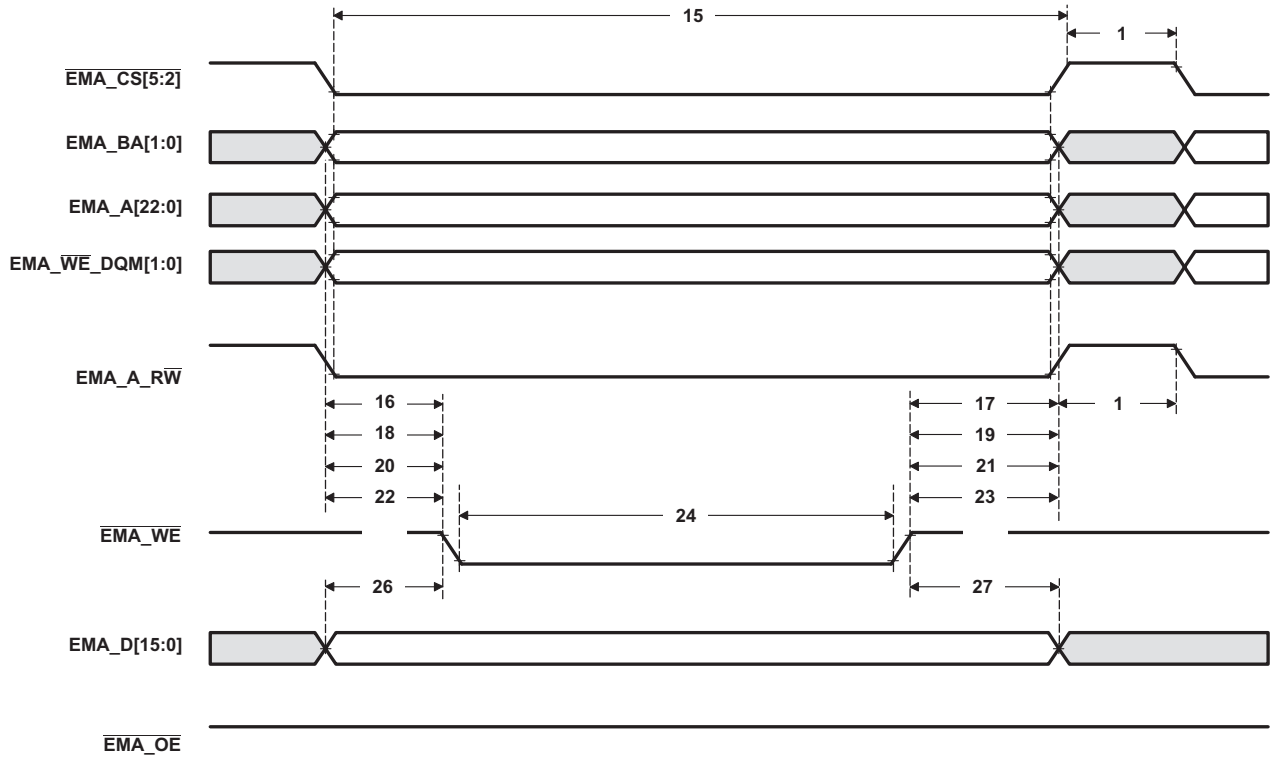 15
1
EMA_CS[5:2]
EMA_BA[1:0]
EMA_A[22:0]
EMA_WE_DQM[1:0]
EMA_A_RW
16
17
1
18
19
20
21
22
23
EMA_WE
24
26
27
EMA_D[15:0]
EMA_OE